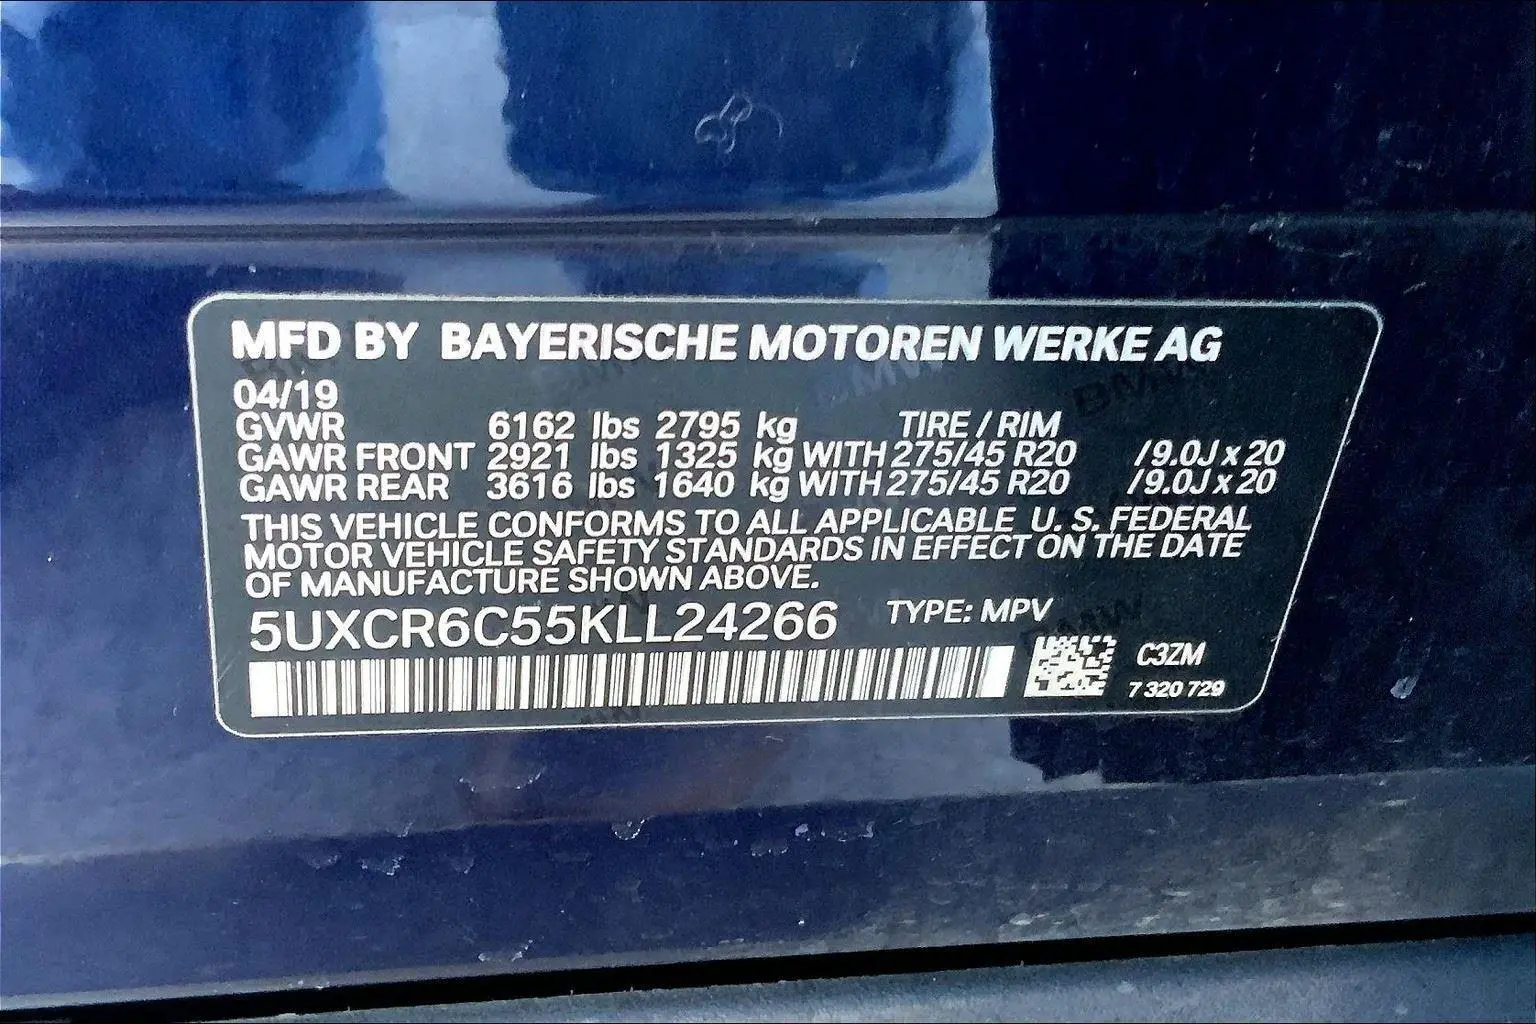 MFD BY BAYERISCHE MOTOREN WERKE AG
04/19
GVWR 6162 lbs 2795 kg TIRE / RIM
GAWR FRONT 2921 lbs 1325 kg WITH 275/45 R20 /9.0J x 20
GAWR REAR 3616 lbs 1640 kg WITH 275/45 R20 /9.0J x 20
THIS VEHICLE CONFORMS TO ALL APPLICABLE U. S. FEDERAL
MOTOR VEHICLE SAFETY STANDARDS IN EFFECT ON THE DATE
OF MANUFACTURE SHOWN ABOVE.
5UXCR6C55KLL24266 TYPE: MPV
C3ZM
7 320 729